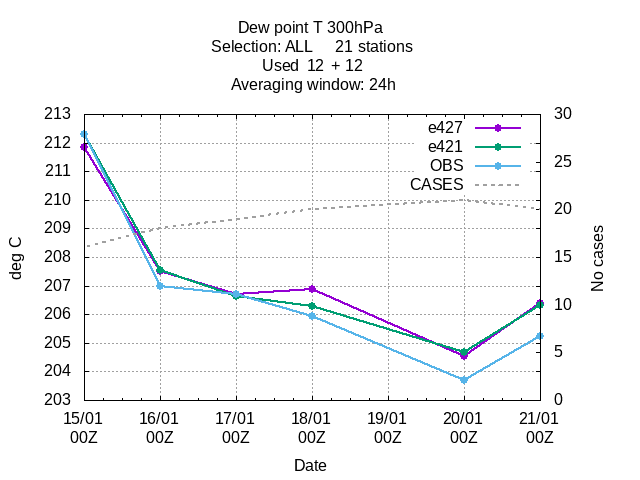 Dew point T 300hPa
Selection: ALL 21 stations
Used 12 + 12
Averaging window: 24h
213
212
211
210
209
208
207
206
205
204
203
deg C
30
25
20
15
10
5
0
No cases
e427
e421
OBS
CASES
15/01 16/01 17/01 18/01 19/01 20/01 21/01
00Z 00Z 00Z 00Z 00Z 00Z 00Z
Date